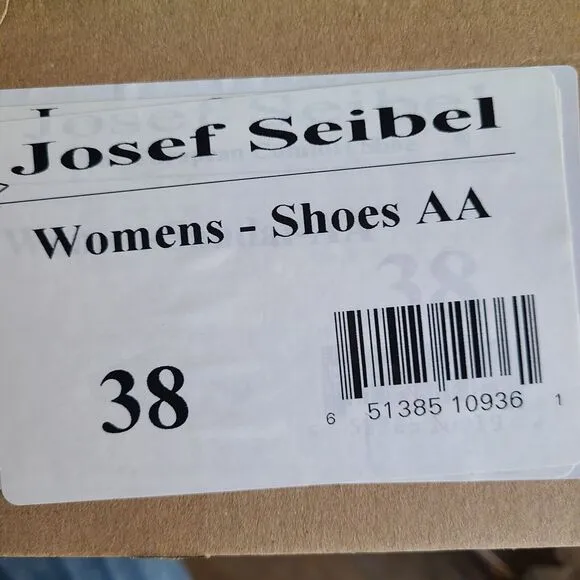 Josef Seibel
Womens - Shoes AA
38
6 51385 10936 1